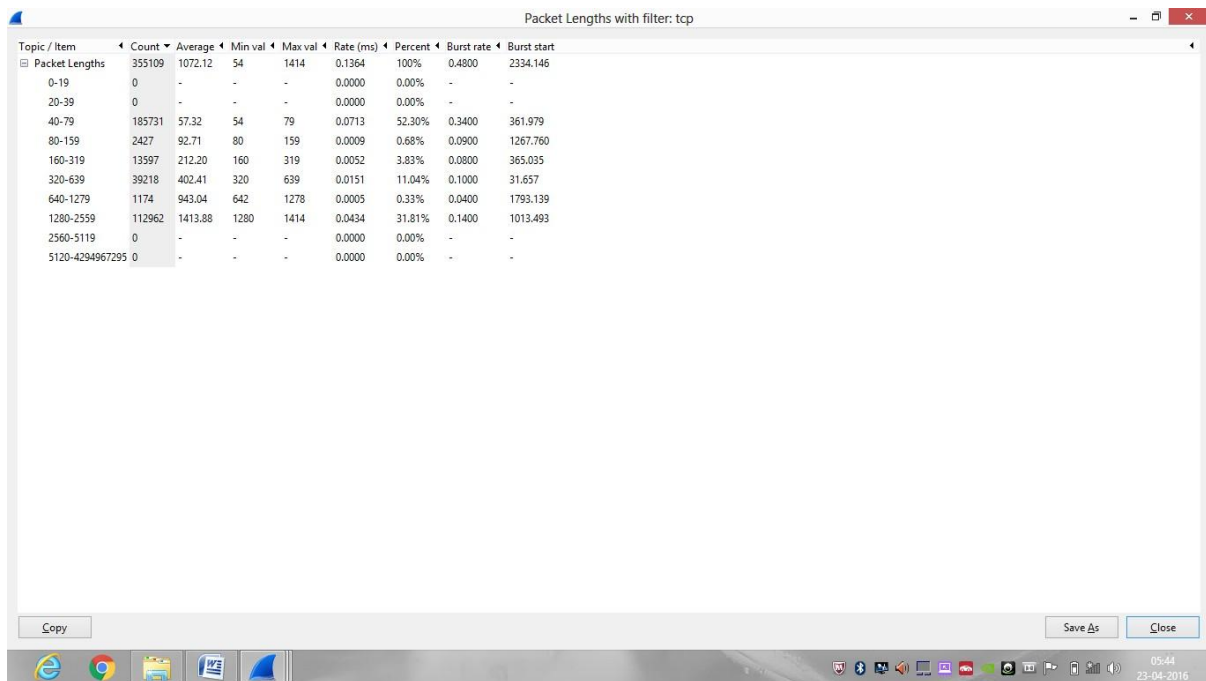 Packet Lengths with filter: tcp
Topic / Item Count Average Min val Max val Rate (ms) Percent Burst rate Burst start
Packet Lengths 355109 1072.12 54 1414 0.1364 100% 0.4800 2334.146
0-19 0 - - - 0.0000 0.00% - -
20-39 0 - - - 0.0000 0.00% - -
40-79 185731 57.32 54 79 0.0713 52.30% 0.3400 361.979
80-159 2427 92.71 80 159 0.0009 0.68% 0.0900 1267.760
160-319 13597 212.20 160 319 0.0052 3.83% 0.0800 365.035
320-639 39218 402.41 320 639 0.0151 11.04% 0.1000 31.657
640-1279 1174 943.04 642 1278 0.0005 0.33% 0.0400 1793.139
1280-2559 112962 1413.88 1280 1414 0.0434 31.81% 0.1400 1013.493
2560-5119 0 - - - 0.0000 0.00% - -
5120-4294967295 0 - - - 0.0000 0.00% - -
Copy Save As Close
05:44
23-04-2016